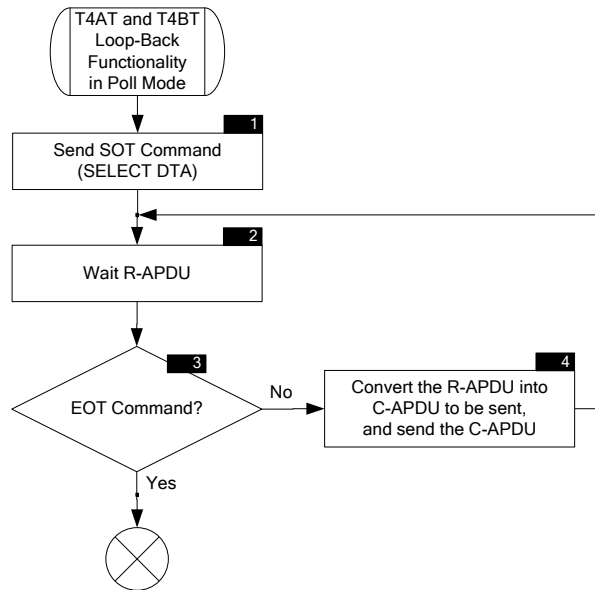 T4AT and T4BT
Loop-Back
Functionality
in Poll Mode
1
Send SOT Command
(SELECT DTA)
2
Wait R-APDU
3
EOT Command?
No
4
Convert the R-APDU into
C-APDU to be sent,
and send the C-APDU
Yes